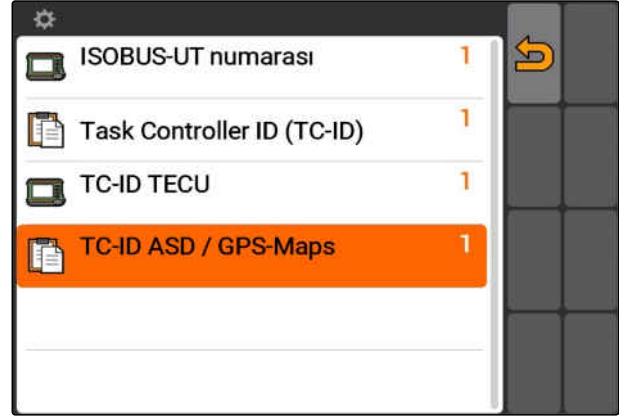 ISOBUS-UT numarası 1
Task Controller ID (TC-ID) 1
TC-ID TECU 1
TC-ID ASD / GPS-Maps 1